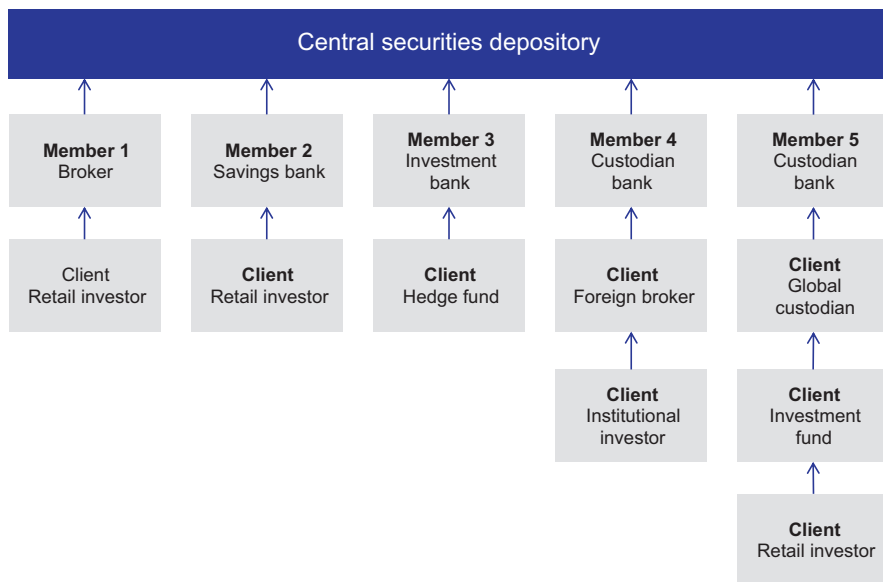 Central securities depository
Member 1
Broker
Member 2
Savings bank
Member 3
Investment
bank
Member 4
Custodian
bank
Member 5
Custodian
bank
Client
Retail investor
Client
Retail investor
Client
Hedge fund
Client
Foreign broker
Client
Global
custodian
Client
Institutional
investor
Client
Investment
fund
Client
Retail investor